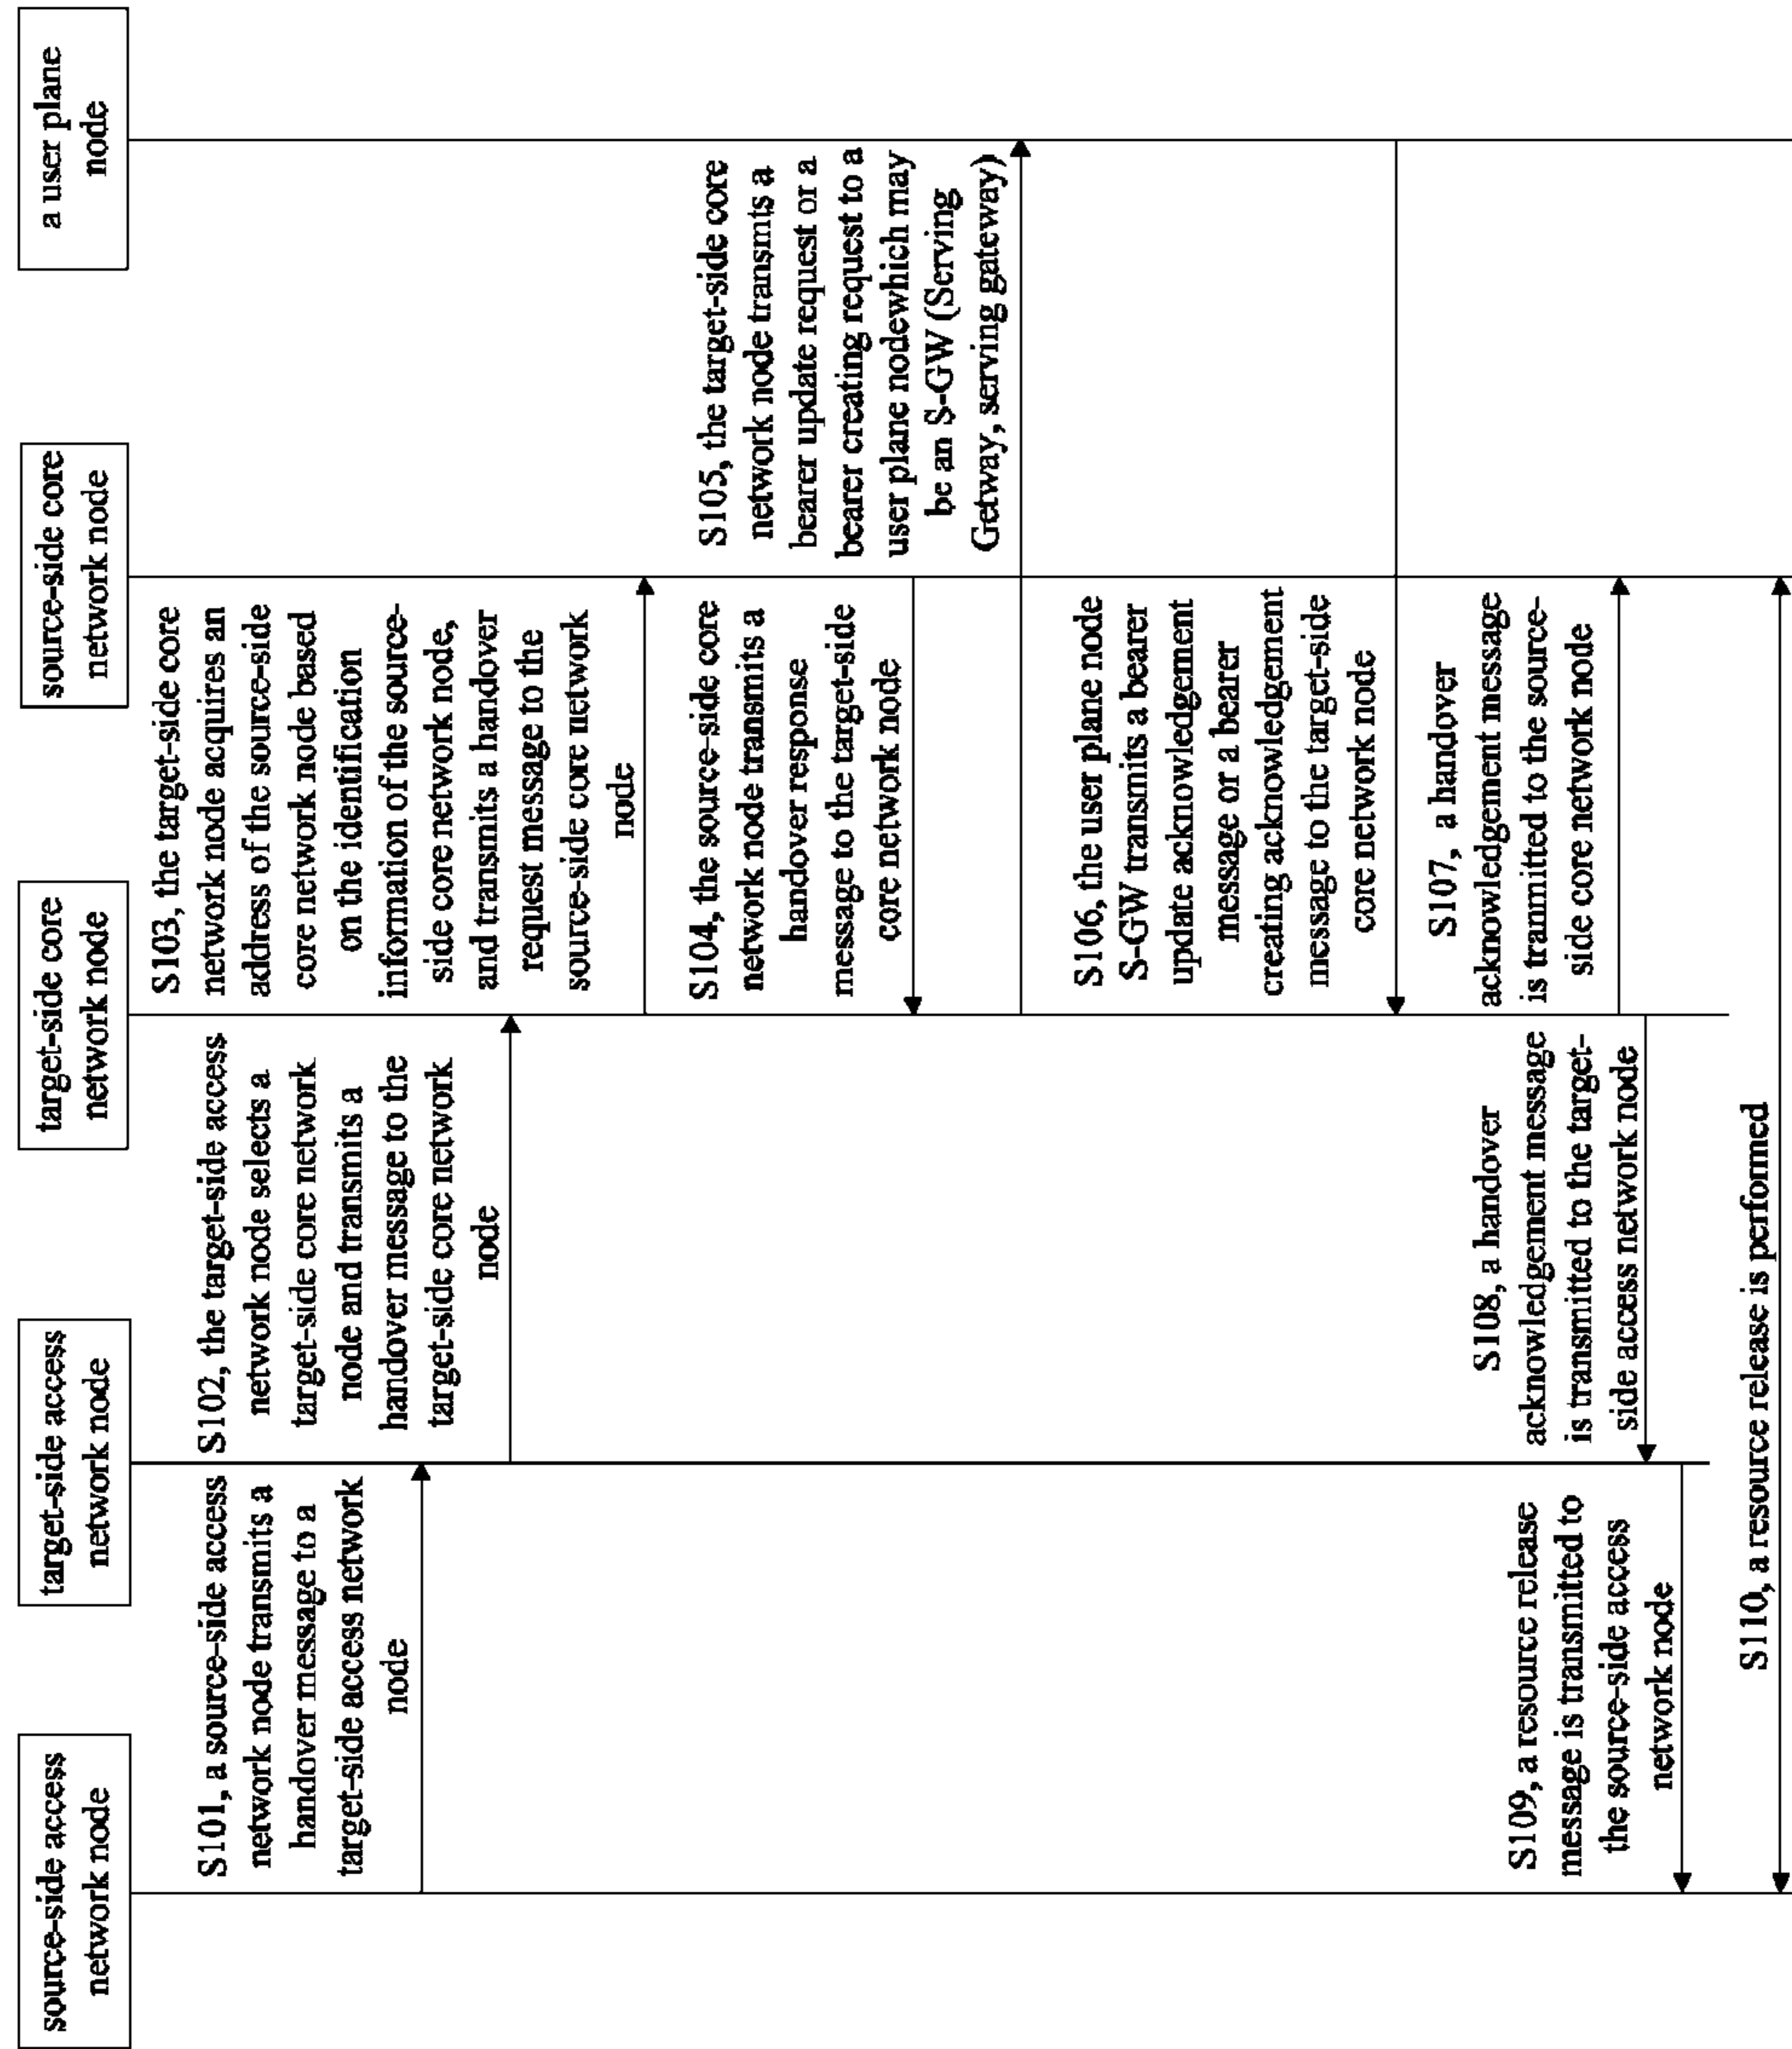 source-side access
network node
target-side access
network node
target-side core
network node
source-side core
network node
a user plane
node
S101, a source-side access
network node transmits a
handover message to a
target-side access network
node
S102, the target-side access
network node selects a
target-side core network
node and transmits a
handover message to the
target-side core network
node
S103, the target-side core
network node acquires an
address of the source-side
core network node based
on the identification
information of the source-
side core network node,
and transmits a handover
request message to the
source-side core network
node
S104, the source-side core
network node transmits a
handover response
message to the target-side
core network node
S105, the target-side core
network node transmits a
bearer update request or a
bearer creating request to a
user plane nodewhich may
be an S-GW (Serving
Getway, serving gateway)
S106, the user plane node
S-GW transmits a bearer
update acknowledgement
message or a bearer
creating acknowledgement
message to the target-side
core network node
S107, a handover
acknowledgement message
is transmitted to the source-
side core network node
S108, a handover
acknowledgement message
is transmitted to the target-
side access network node
S109, a resource release
message is transmitted to
the source-side access
network node
S110, a resource release is performed